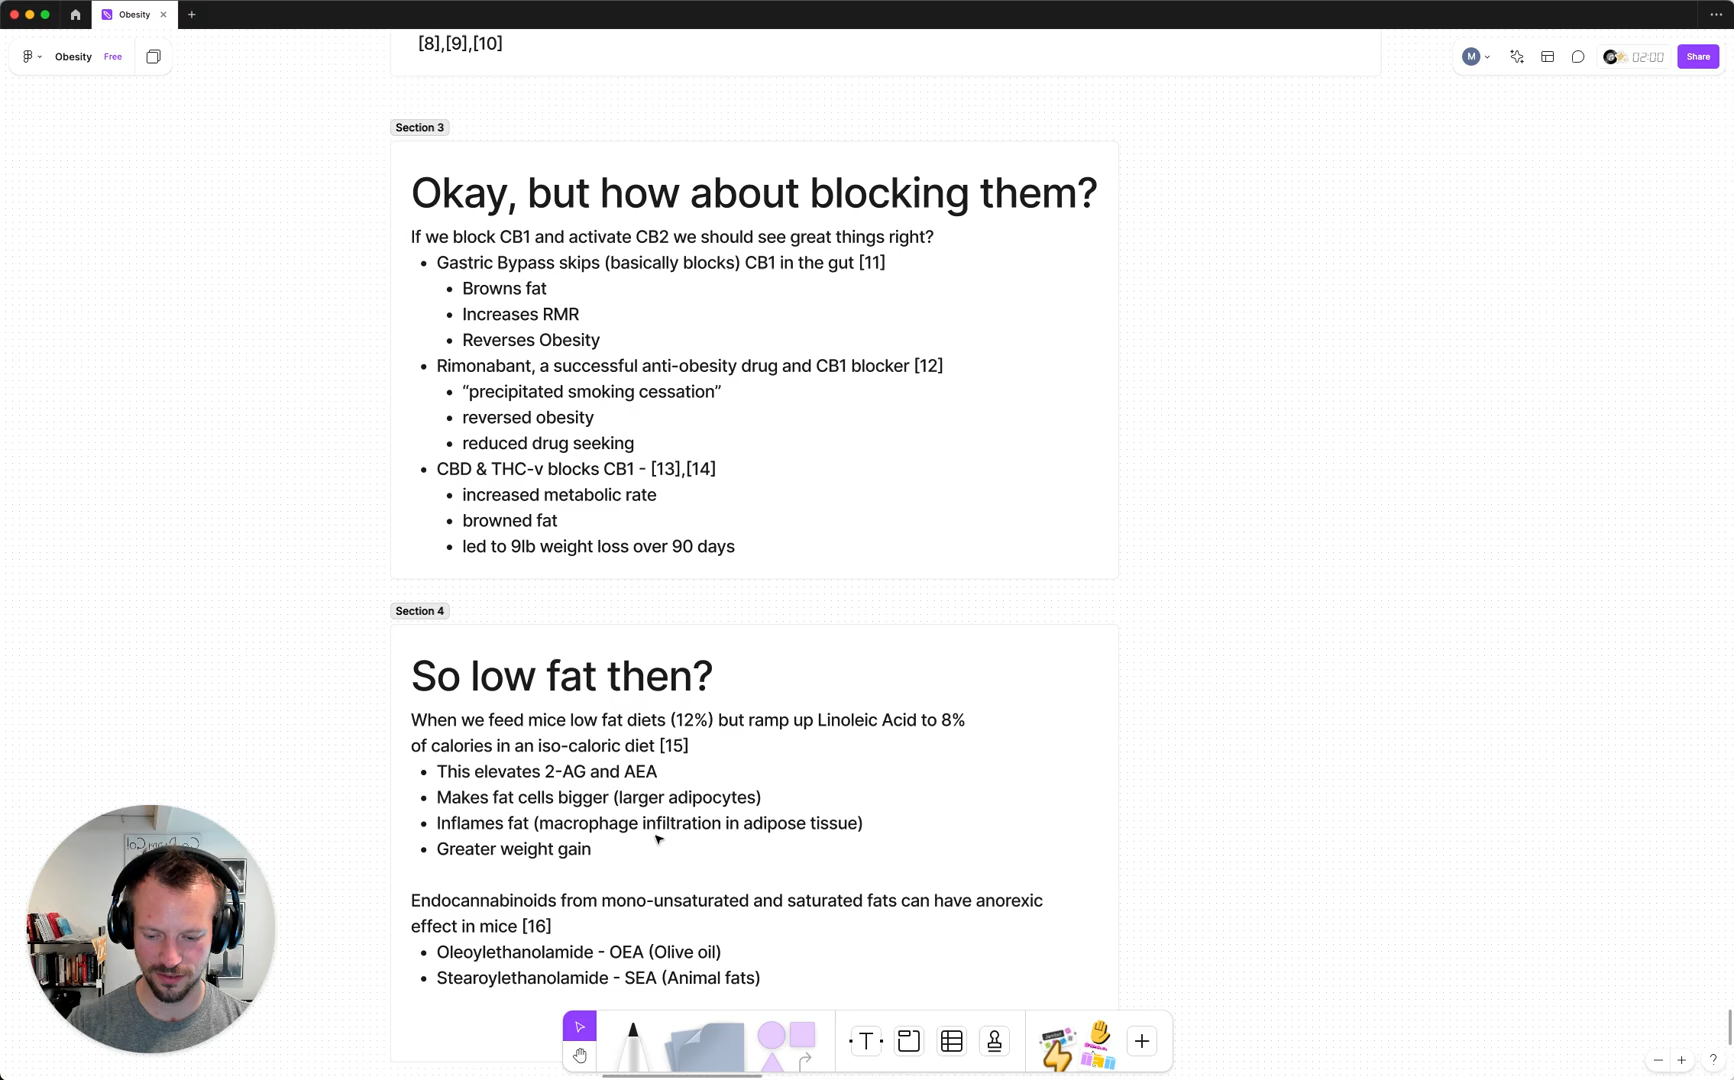 Obesity
Obesity Free
M
02:00
Share
[8],[9],[10]
Section 3
Okay, but how about blocking them?
If we block CB1 and activate CB2 we should see great things right?
• Gastric Bypass skips (basically blocks) CB1 in the gut [11]
• Browns fat
• Increases RMR
• Reverses Obesity
• Rimonabant, a successful anti-obesity drug and CB1 blocker [12]
• “precipitated smoking cessation”
• reversed obesity
• reduced drug seeking
• CBD & THC-v blocks CB1 - [13],[14]
• increased metabolic rate
• browned fat
• led to 9lb weight loss over 90 days
Section 4
So low fat then?
When we feed mice low fat diets (12%) but ramp up Linoleic Acid to 8%
of calories in an iso-caloric diet [15]
• This elevates 2-AG and AEA
• Makes fat cells bigger (larger adipocytes)
• Inflames fat (macrophage infiltration in adipose tissue)
• Greater weight gain
Endocannabinoids from mono-unsaturated and saturated fats can have anorexic
effect in mice [16]
• Oleoylethanolamide - OEA (Olive oil)
• Stearoylethanolamide - SEA (Animal fats)
T